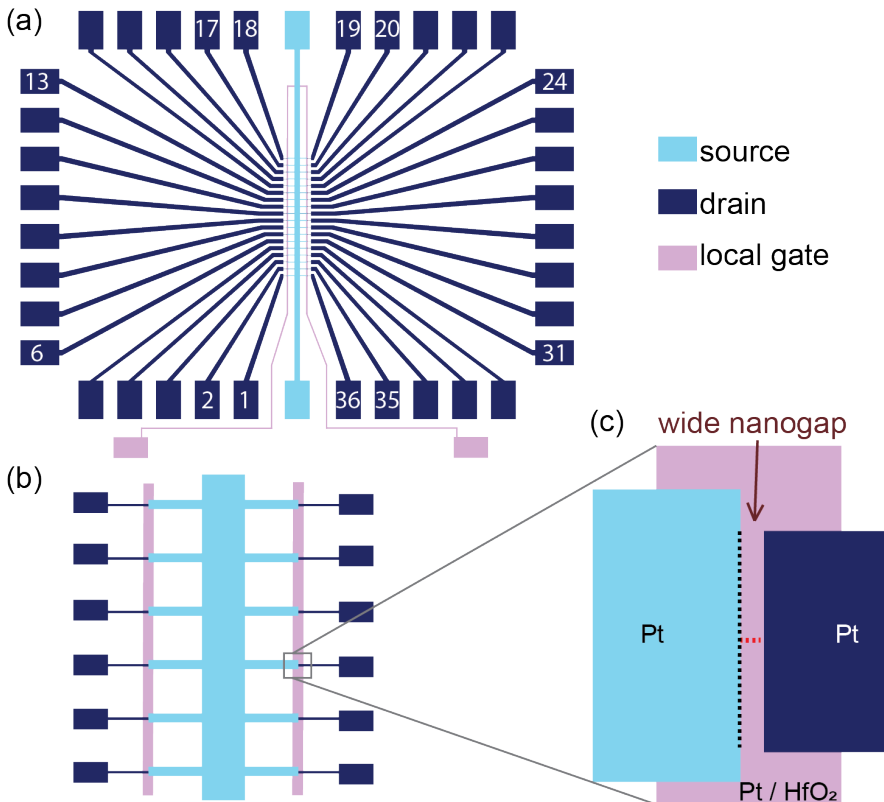 (a)
17 18 19 20
13 24
source
drain
local gate
6 31
2 1 36 35
(c)
wide nanogap
(b)
Pt
Pt
Pt / HfO₂